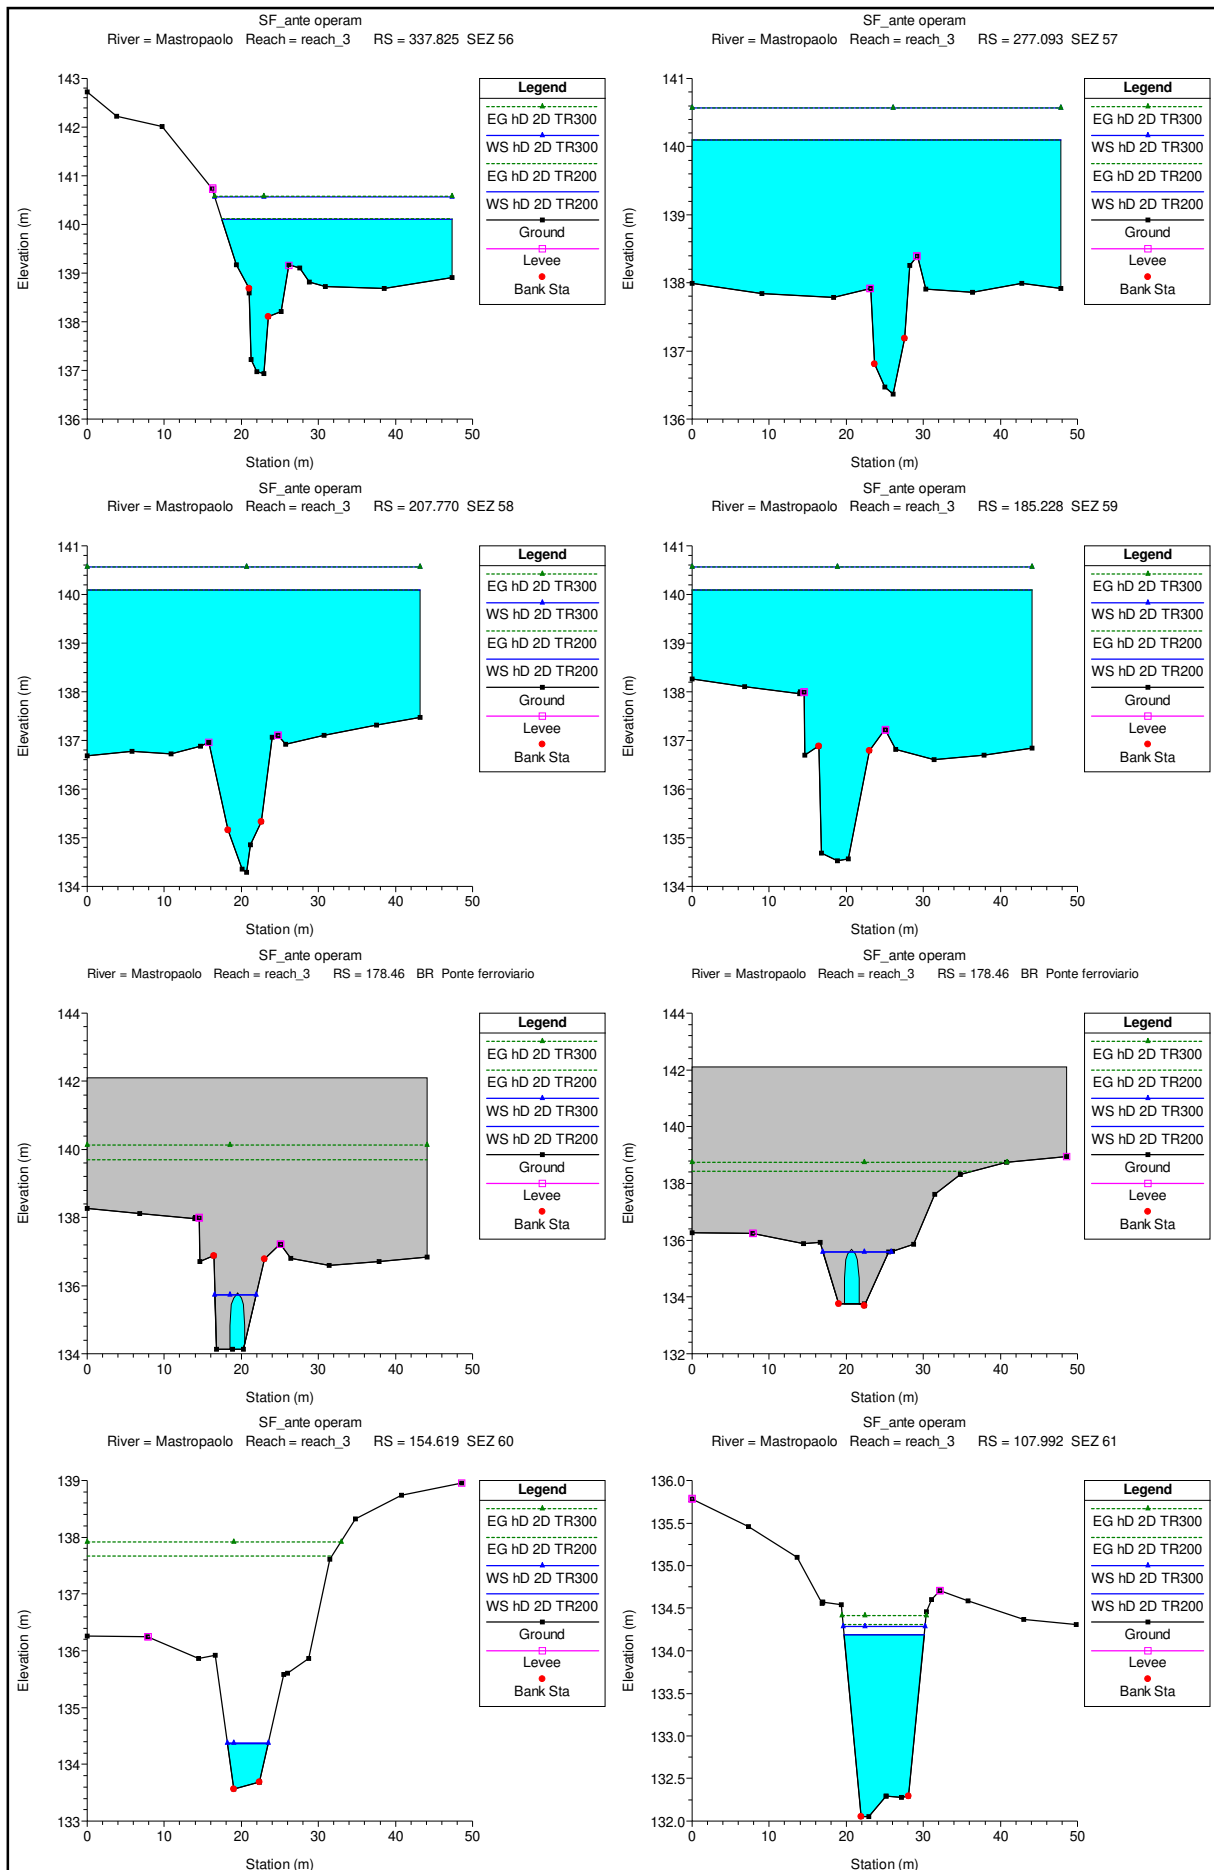 SF_ante operam
River = Mastropaolo Reach = reach_3 RS = 337.825 SEZ 56
Elevation (m)
143
142
141
140
139
138
137
136
0 10 20 30 40 50
Station (m)
Legend
EG hD 2D TR300
WS hD 2D TR300
EG hD 2D TR200
WS hD 2D TR200
Ground
Levee
Bank Sta
SF_ante operam
River = Mastropaolo Reach = reach_3 RS = 277.093 SEZ 57
Elevation (m)
141
140
139
138
137
136
0 10 20 30 40 50
Station (m)
Legend
EG hD 2D TR300
WS hD 2D TR300
EG hD 2D TR200
WS hD 2D TR200
Ground
Levee
Bank Sta
SF_ante operam
River = Mastropaolo Reach = reach_3 RS = 207.770 SEZ 58
Elevation (m)
141
140
139
138
137
136
135
134
0 10 20 30 40 50
Station (m)
Legend
EG hD 2D TR300
WS hD 2D TR300
EG hD 2D TR200
WS hD 2D TR200
Ground
Levee
Bank Sta
SF_ante operam
River = Mastropaolo Reach = reach_3 RS = 185.228 SEZ 59
Elevation (m)
141
140
139
138
137
136
135
134
0 10 20 30 40 50
Station (m)
Legend
EG hD 2D TR300
WS hD 2D TR300
EG hD 2D TR200
WS hD 2D TR200
Ground
Levee
Bank Sta
SF_ante operam
River = Mastropaolo Reach = reach_3 RS = 178.46 BR Ponte ferroviario
Elevation (m)
144
142
140
138
136
134
0 10 20 30 40 50
Station (m)
Legend
EG hD 2D TR300
EG hD 2D TR200
WS hD 2D TR300
WS hD 2D TR200
Ground
Levee
Bank Sta
SF_ante operam
River = Mastropaolo Reach = reach_3 RS = 178.46 BR Ponte ferroviario
Elevation (m)
144
142
140
138
136
134
132
0 10 20 30 40 50
Station (m)
Legend
EG hD 2D TR300
EG hD 2D TR200
WS hD 2D TR300
WS hD 2D TR200
Ground
Levee
Bank Sta
SF_ante operam
River = Mastropaolo Reach = reach_3 RS = 154.619 SEZ 60
Elevation (m)
139
138
137
136
135
134
133
0 10 20 30 40 50
Station (m)
Legend
EG hD 2D TR300
EG hD 2D TR200
WS hD 2D TR300
WS hD 2D TR200
Ground
Levee
Bank Sta
SF_ante operam
River = Mastropaolo Reach = reach_3 RS = 107.992 SEZ 61
Elevation (m)
136.0
135.5
135.0
134.5
134.0
133.5
133.0
132.5
132.0
0 10 20 30 40 50
Station (m)
Legend
EG hD 2D TR300
EG hD 2D TR200
WS hD 2D TR300
WS hD 2D TR200
Ground
Levee
Bank Sta